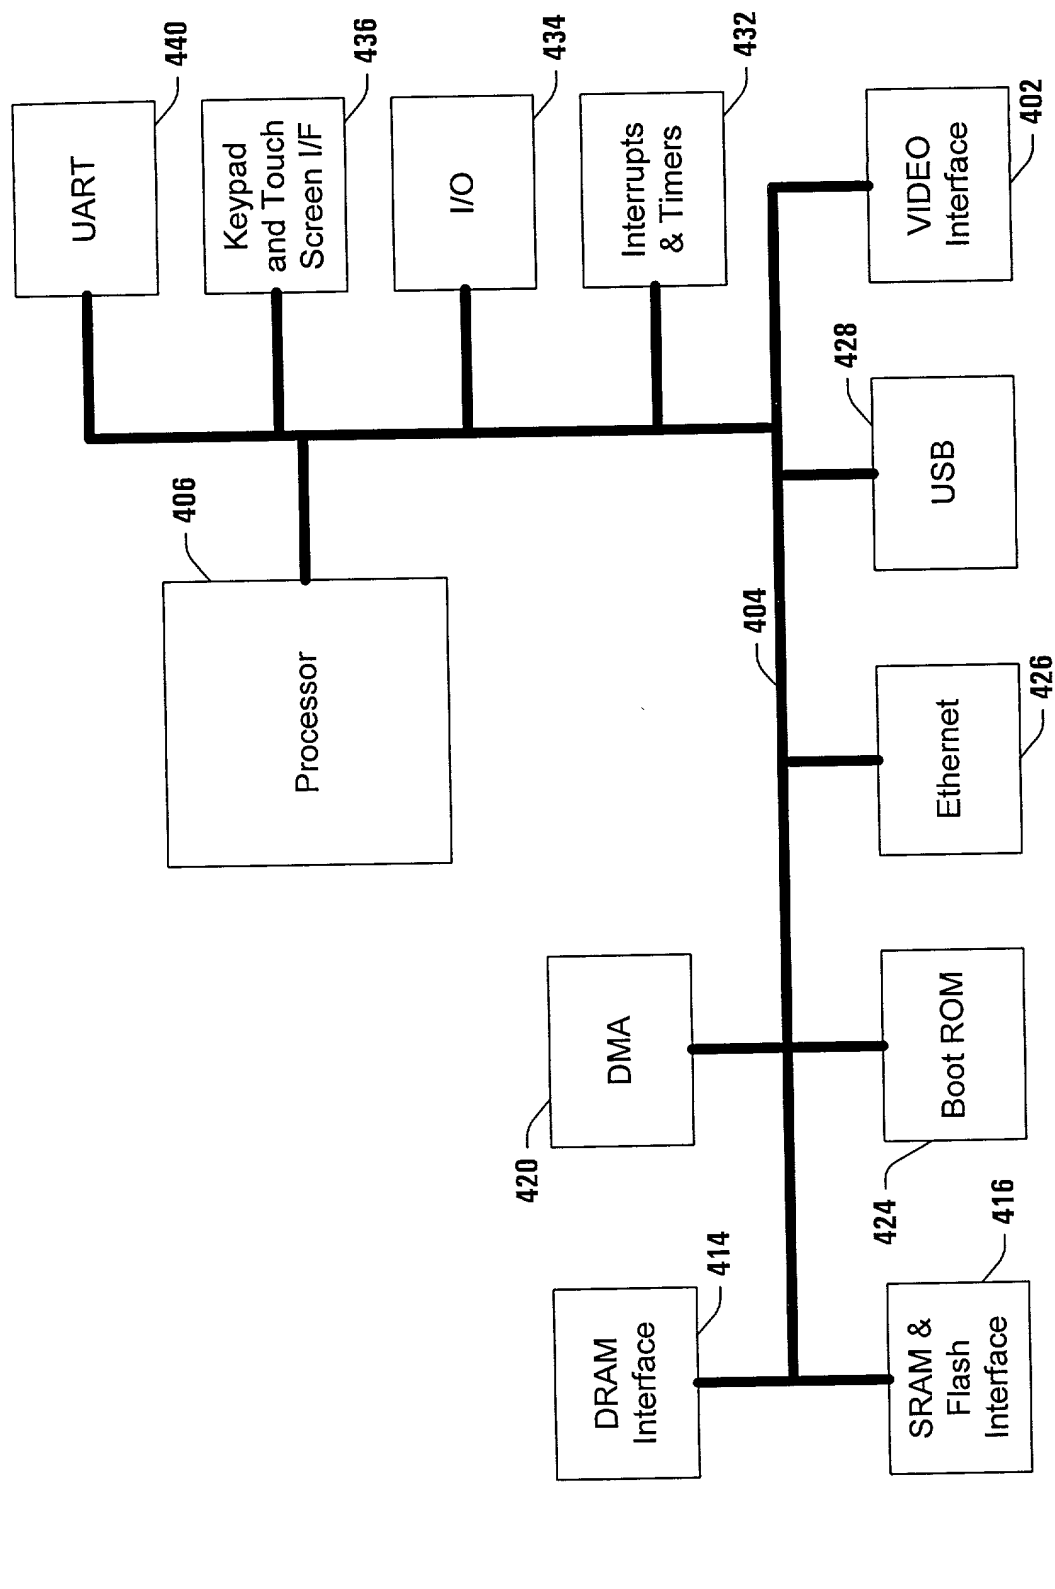 DRAM
Interface
414
SRAM &
Flash
Interface
416
420
DMA
424
Boot ROM
Processor
406
404
Ethernet
426
USB
428
UART
440
Keypad
and Touch
Screen I/F
436
I/O
434
Interrupts
& Timers
432
VIDEO
Interface
402